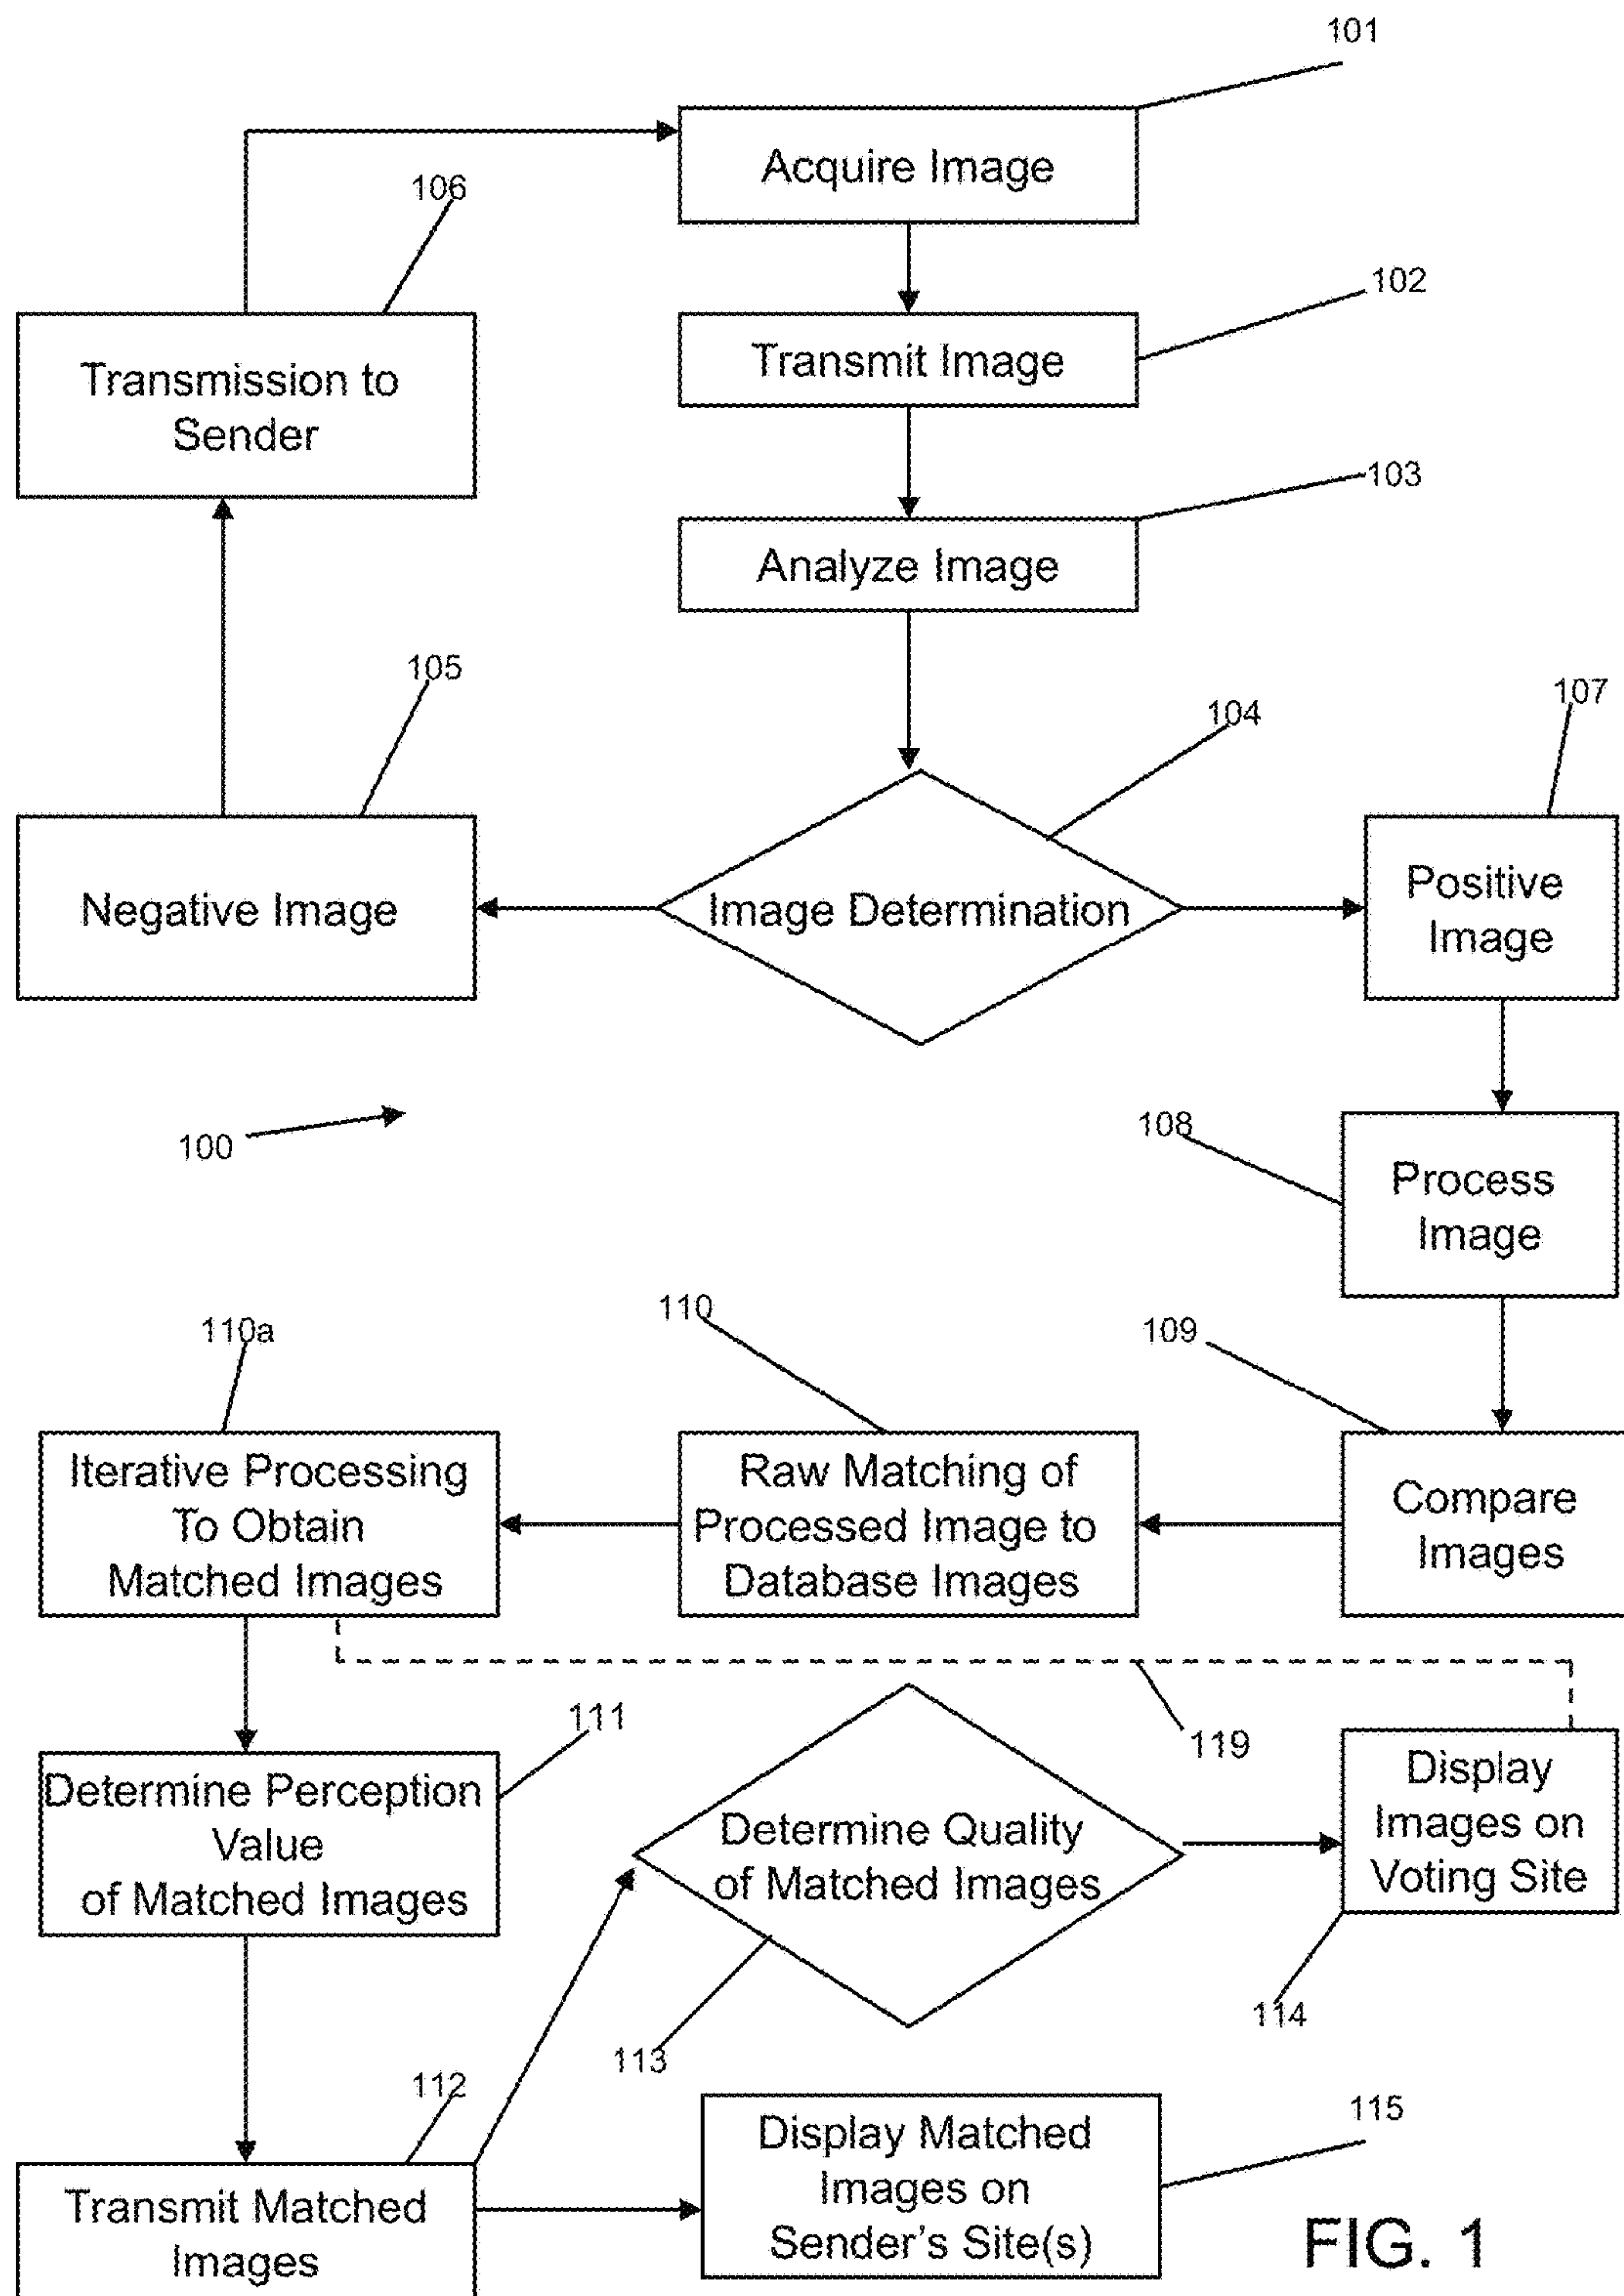 101
Acquire Image
106
102
Transmit Image
Transmission to
Sender
103
Analyze Image
105
107
104
Negative Image
Image Determination
Positive
Image
100
108
Process
Image
110a
110
109
Iterative Processing
To Obtain
Matched Images
Raw Matching of
Processed Image to
Database Images
Compare
Images
111
119
Determine Perception
Value
of Matched Images
Determine Quality
of Matched Images
Display
Images on
Voting Site
114
113
112
115
Transmit Matched
Images
Display Matched
Images on
Sender's Site(s)
FIG. 1